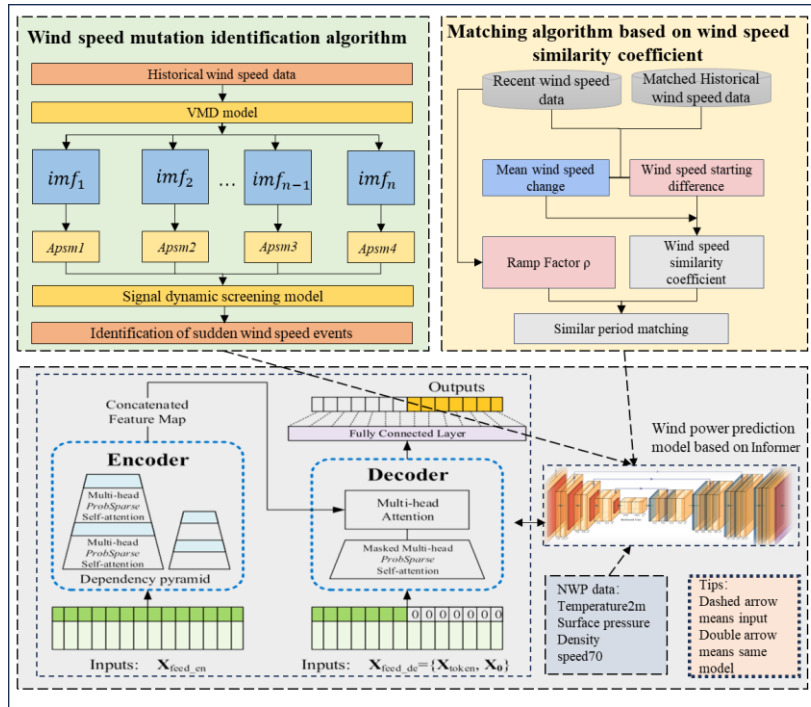 Wind speed mutation identification algorithm
Historical wind speed data
VMD model
imf₁
imf₂
...
imfₙ₋₁
imfₙ
Apsm1
Apsm2
Apsm3
Apsm4
Signal dynamic screening model
Identification of sudden wind speed events
Matching algorithm based on wind speed
similarity coefficient
Recent wind speed
data
Matched Historical
wind speed data
Mean wind speed
change
Wind speed starting
difference
Ramp Factor ρ
Wind speed
similarity
coefficient
Similar period matching
Concatenated
Feature Map
Encoder
Multi-head
ProbSparse
Self-attention
Multi-head
ProbSparse
Self-attention
Dependency pyramid
Inputs: X_feed_en
Outputs
Fully Connected Layer
Decoder
Multi-head
Attention
Masked Multi-head
ProbSparse
Self-attention
0 0 0 0 0 0 0
Inputs: X_feed_de={X_token, X_0}
Wind power prediction
model based on Informer
NWP data:
Temperature2m
Surface pressure
Density
speed70
Tips:
Dashed arrow
means input
Double arrow
means same
model